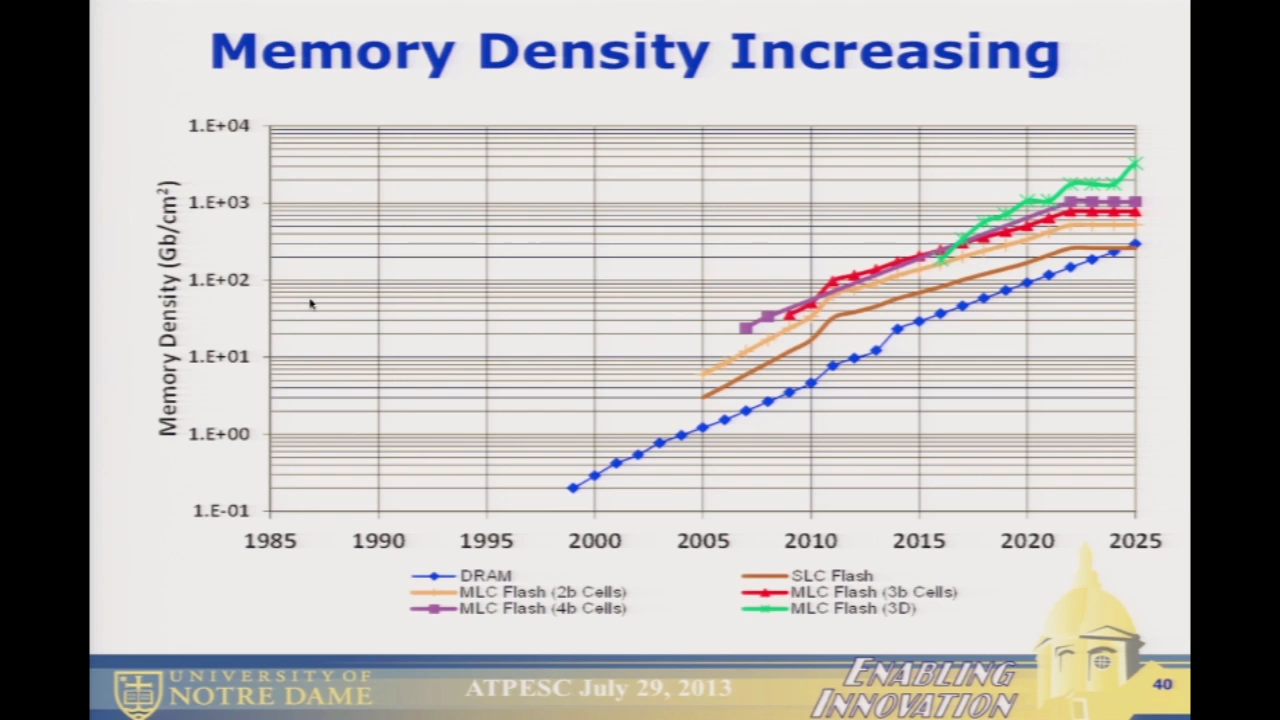 Memory Density Increasing
Memory Density (Gb/cm²)
1.E+04
1.E+03
1.E+02
1.E+01
1.E+00
1.E-01
1985 1990 1995 2000 2005 2010 2015 2020 2025
DRAM SLC Flash
MLC Flash (2b Cells) MLC Flash (3b Cells)
MLC Flash (4b Cells) MLC Flash (3D)
UNIVERSITY OF
NOTRE DAME
ATPESC July 29, 2013
ENABLING
INNOVATION
40